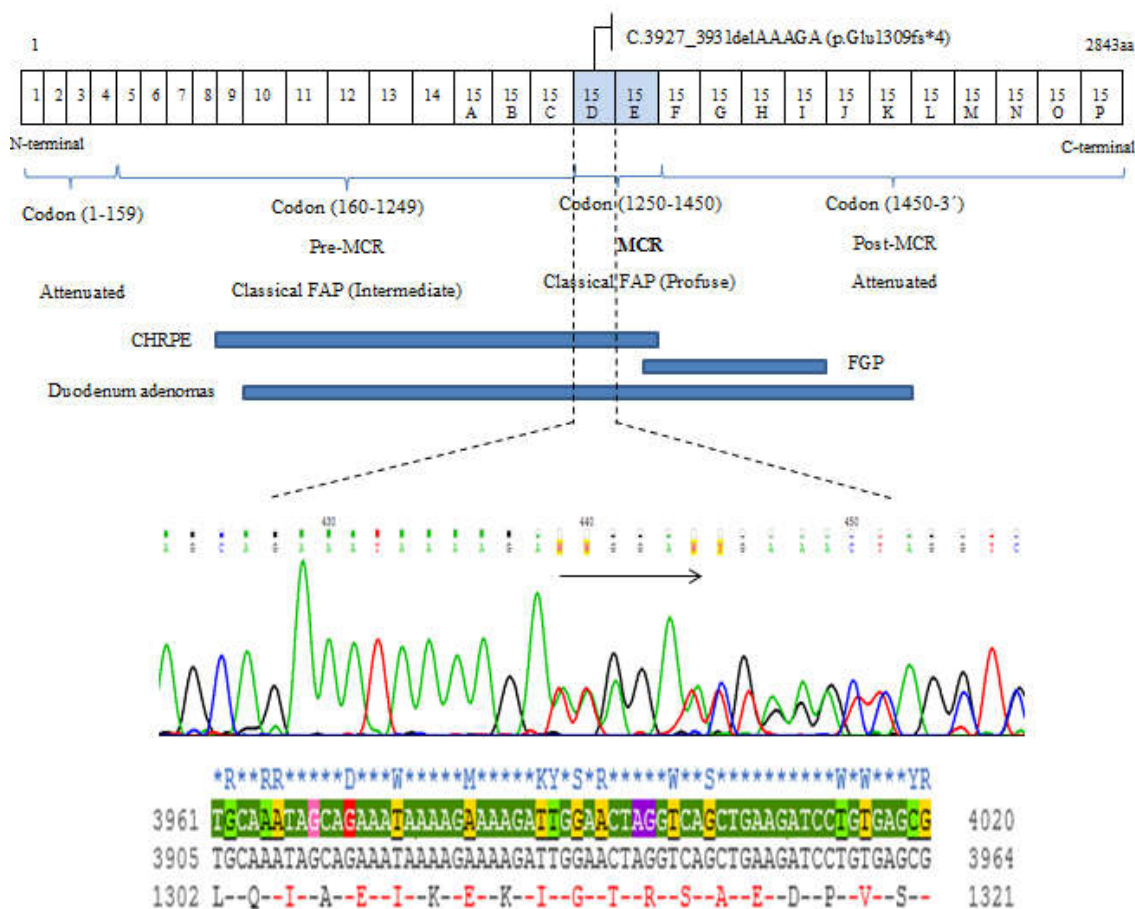 C.3927_3931delAAAGA (p.Glu1309fs*4)
1 2843aa
1 2 3 4 5 6 7 8 9 10 11 12 13 14 15 A 15 B 15 C 15 D 15 E 15 F 15 G 15 H 15 I 15 J 15 K 15 L 15 M 15 N 15 O 15 P
N-terminal C-terminal
Codon (1-159) Codon (160-1249) Codon (1250-1450) Codon (1450-3´)
Pre-MCR MCR Post-MCR
Attenuated Classical FAP (Intermediate) Classical FAP (Profuse) Attenuated
CHRPE
FGP
Duodenum adenomas
430 440 450
*R**RR*****D***W*****M*****KY*S*R*****W**S**********W*W***YR
3961 TGCAAATAGCAGAAATAAAAGAAAAGATTGGAACTAGGTCAGCTGAAGATCCTGTGAGCG 4020
3905 TGCAAATAGCAGAAATAAAAGAAAAGATTGGAACTAGGTCAGCTGAAGATCCTGTGAGCG 3964
1302 L--Q--I--A--E--I--K--E--K--I--G--T--R--S--A--E--D--P--V--S-- 1321